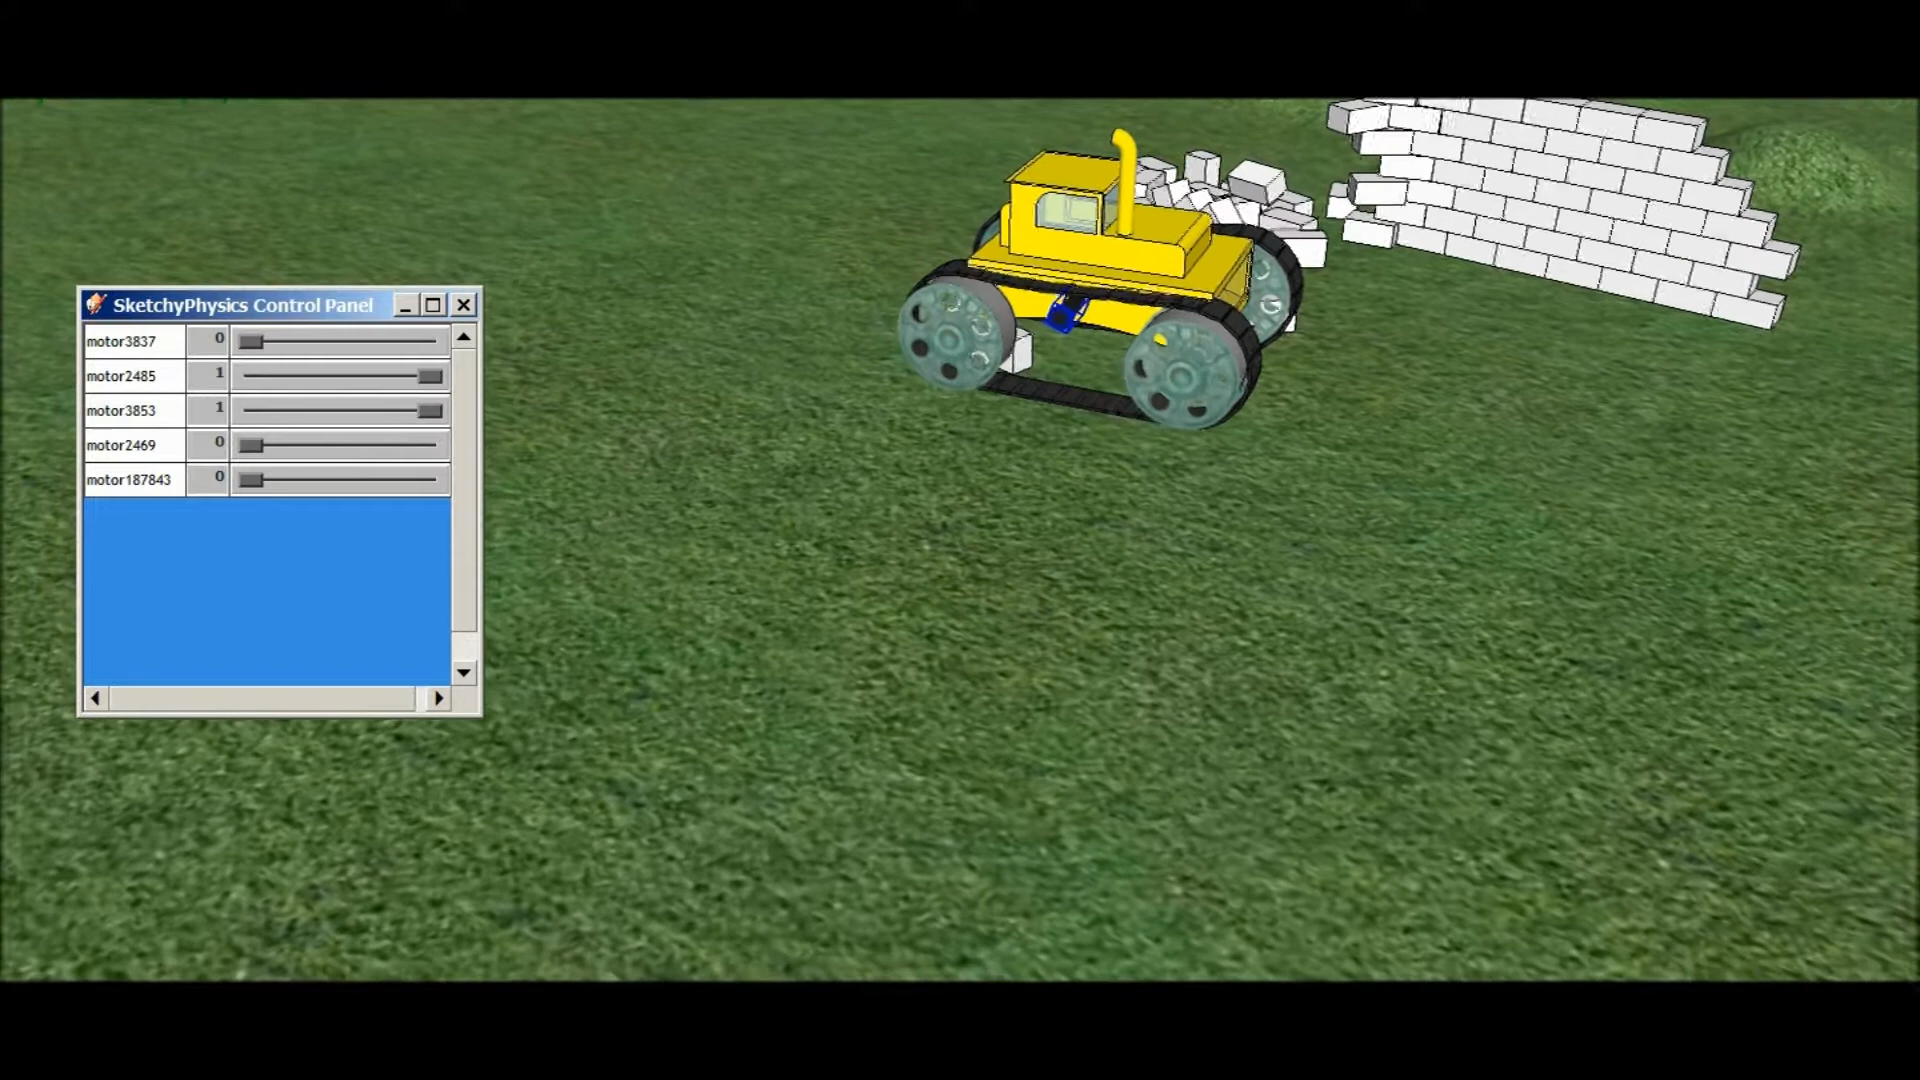 SketchyPhysics Control Panel
motor3837 0
motor2485 1
motor3853 1
motor2469 0
motor187843 0